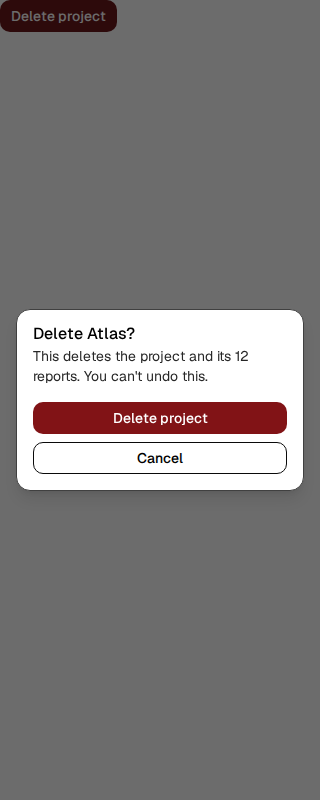 Delete project
Delete Atlas?
This deletes the project and its 12
reports. You can't undo this.
Delete project
Cancel